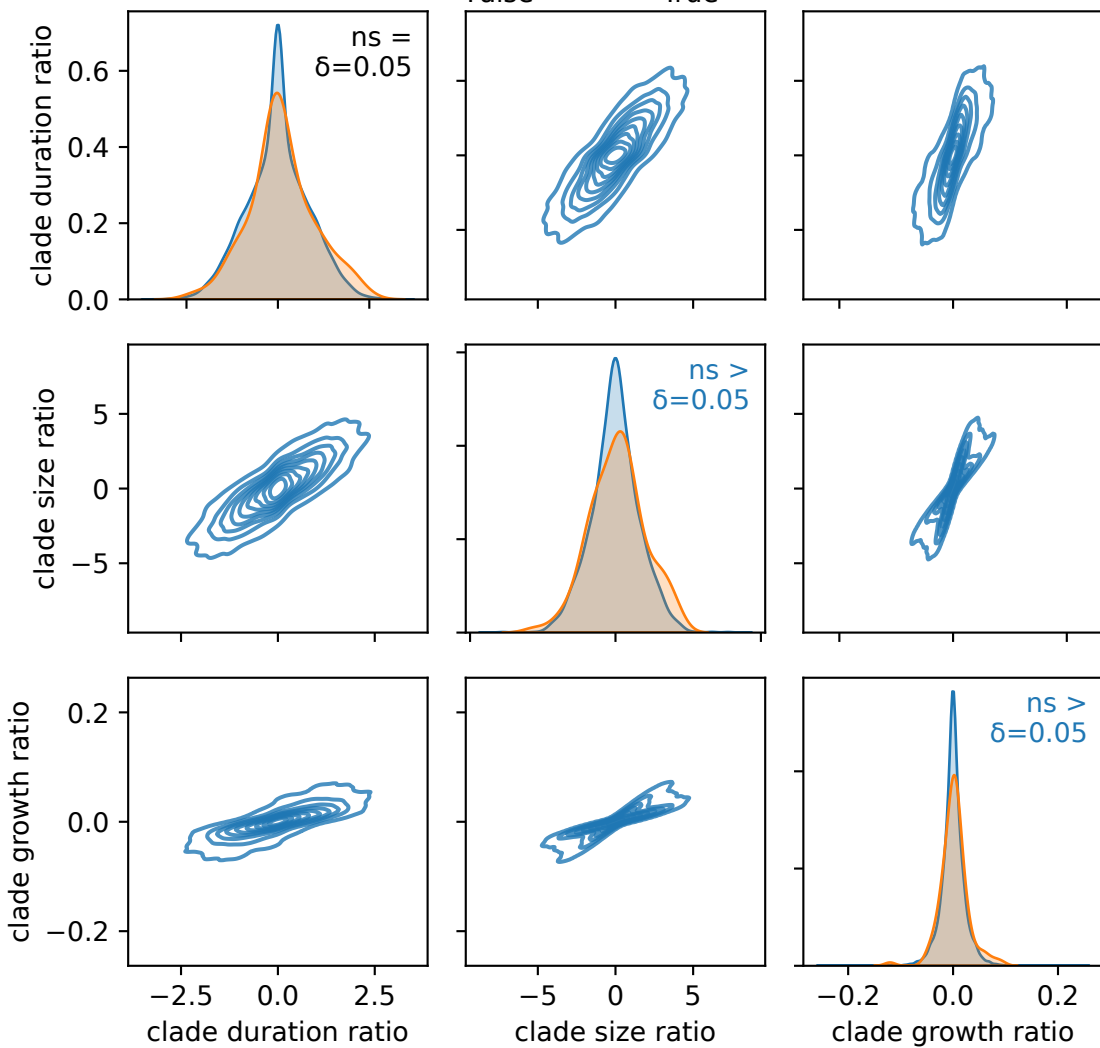 ns =
δ=0.05
clade duration ratio
0.6
0.4
0.2
0.0
ns >
δ=0.05
clade size ratio
5
0
−5
ns >
δ=0.05
clade growth ratio
0.2
0.0
−0.2
−2.5 0.0 2.5
−5 0 5
−0.2 0.0 0.2
clade duration ratio
clade size ratio
clade growth ratio